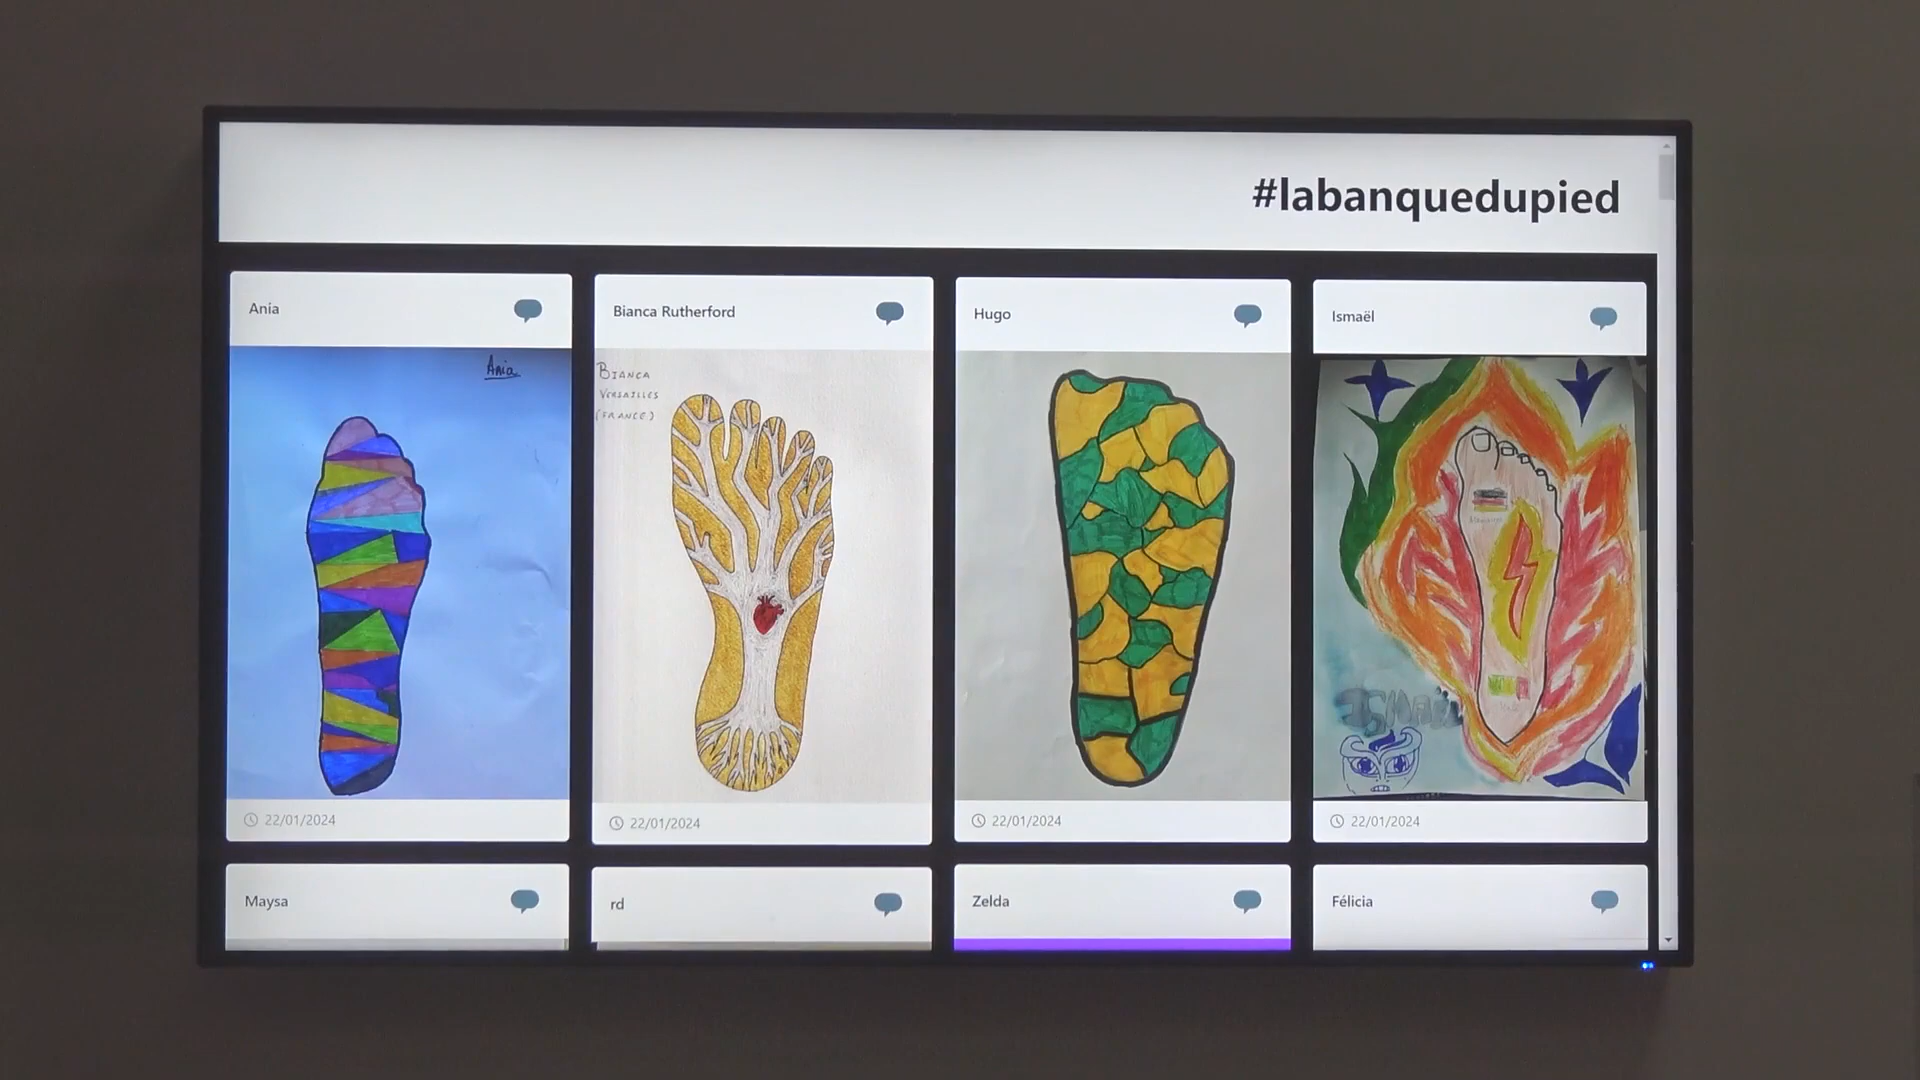 #labanquedupied
Ania
Bianca Rutherford
Hugo
Ismaël
Ania
BIANCA
VERSAILLES
(FRANCE)
ISMAËL
22/01/2024
22/01/2024
22/01/2024
22/01/2024
Maysa
rd
Zelda
Félicia